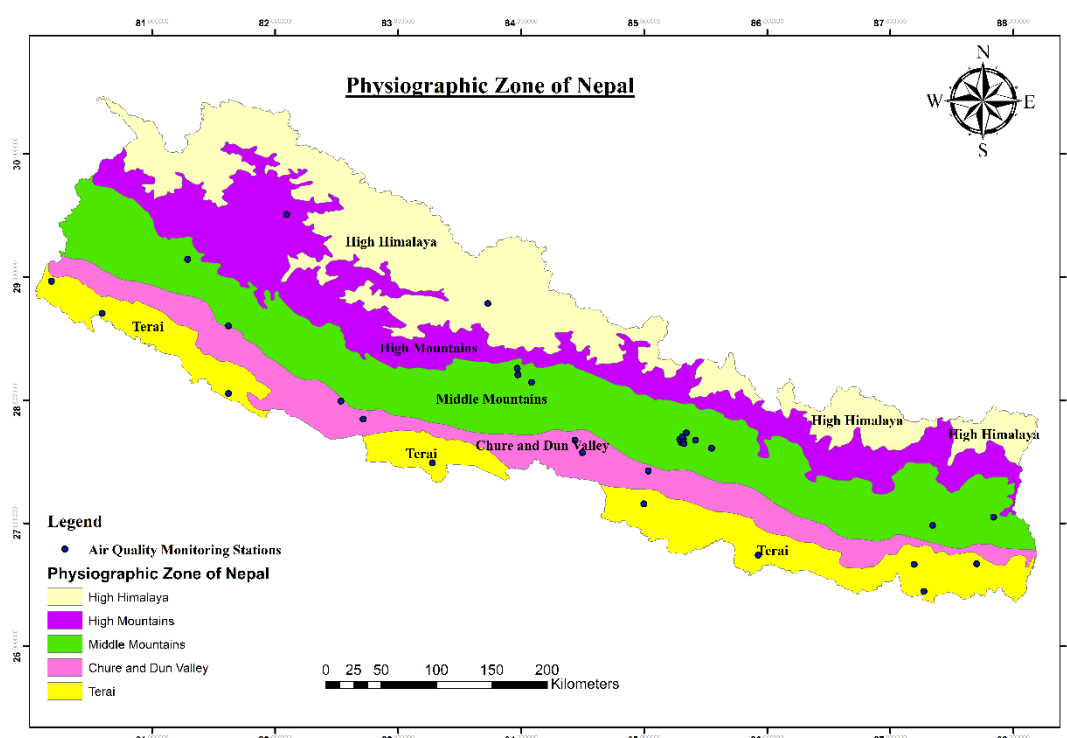 81 82 83 84 85 86 87 88
Physiographic Zone of Nepal
N
W E
S
30
29
28
27
26
High Himalaya
High Mountains
Middle Mountains
Terai
High Himalaya
High Himalaya
Chure and Dun Valley
Terai
Terai
Legend
Air Quality Monitoring Stations
Physiographic Zone of Nepal
High Himalaya
High Mountains
Middle Mountains
Chure and Dun Valley
Terai
0 25 50 100 150 200
Kilometers